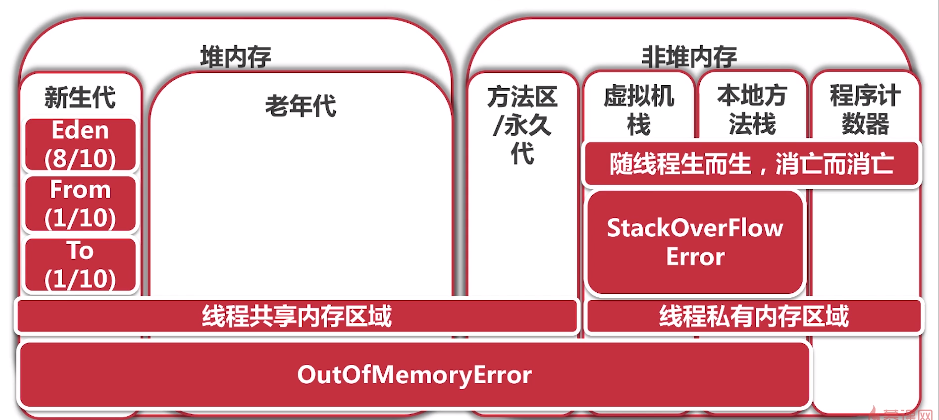 堆内存
非堆内存
新生代
Eden
(8/10)
From
(1/10)
To
(1/10)
老年代
方法区
/永久
代
虚拟机
栈
本地方
法栈
程序计
数器
随线程生而生，消亡而消亡
StackOverFlow
Error
线程共享内存区域
线程私有内存区域
OutOfMemoryError